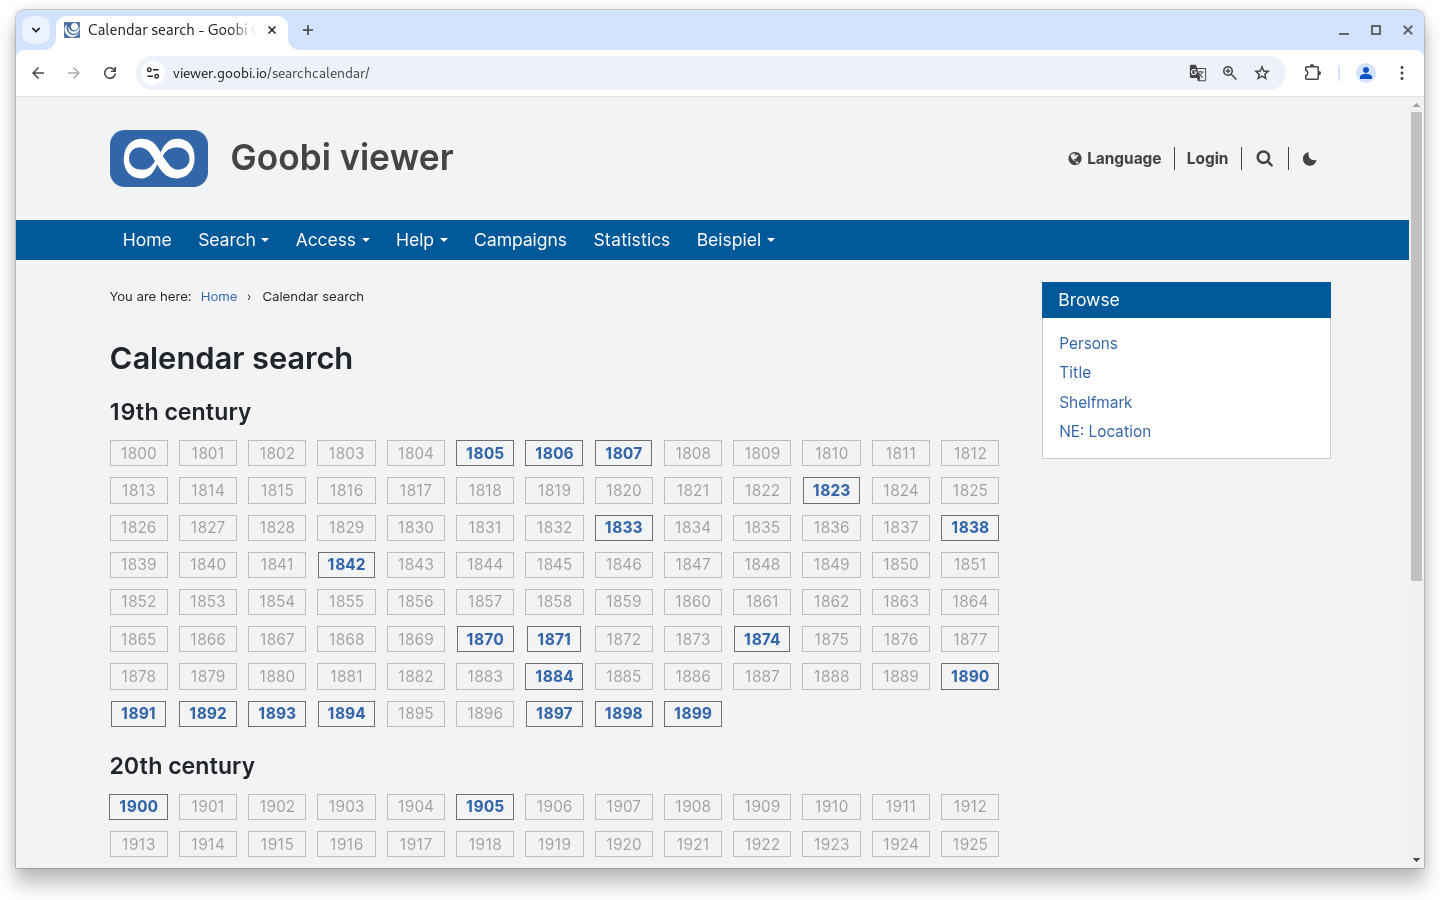 Calendar search - Goobi v
viewer.goobi.io/searchcalendar/
Goobi viewer
Language Login
Home Search Access Help Campaigns Statistics Beispiel
You are here: Home › Calendar search
Calendar search
19th century
1800 1801 1802 1803 1804 1805 1806 1807 1808 1809 1810 1811 1812
1813 1814 1815 1816 1817 1818 1819 1820 1821 1822 1823 1824 1825
1826 1827 1828 1829 1830 1831 1832 1833 1834 1835 1836 1837 1838
1839 1840 1841 1842 1843 1844 1845 1846 1847 1848 1849 1850 1851
1852 1853 1854 1855 1856 1857 1858 1859 1860 1861 1862 1863 1864
1865 1866 1867 1868 1869 1870 1871 1872 1873 1874 1875 1876 1877
1878 1879 1880 1881 1882 1883 1884 1885 1886 1887 1888 1889 1890
1891 1892 1893 1894 1895 1896 1897 1898 1899
20th century
1900 1901 1902 1903 1904 1905 1906 1907 1908 1909 1910 1911 1912
1913 1914 1915 1916 1917 1918 1919 1920 1921 1922 1923 1924 1925
Browse
Persons
Title
Shelfmark
NE: Location